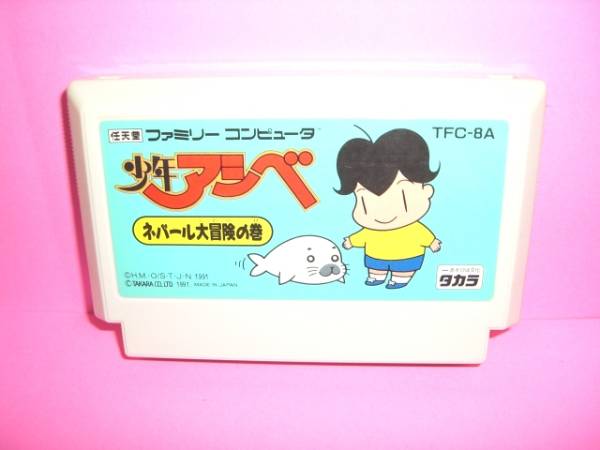 任天堂 ファミリー コンピュータ
TFC-8A
少年アシベ
ネパール大冒険の巻
©H.M./O/S・T・J・N 1991
©TAKARA CO.,LTD 1991. MADE IN JAPAN
タカラ